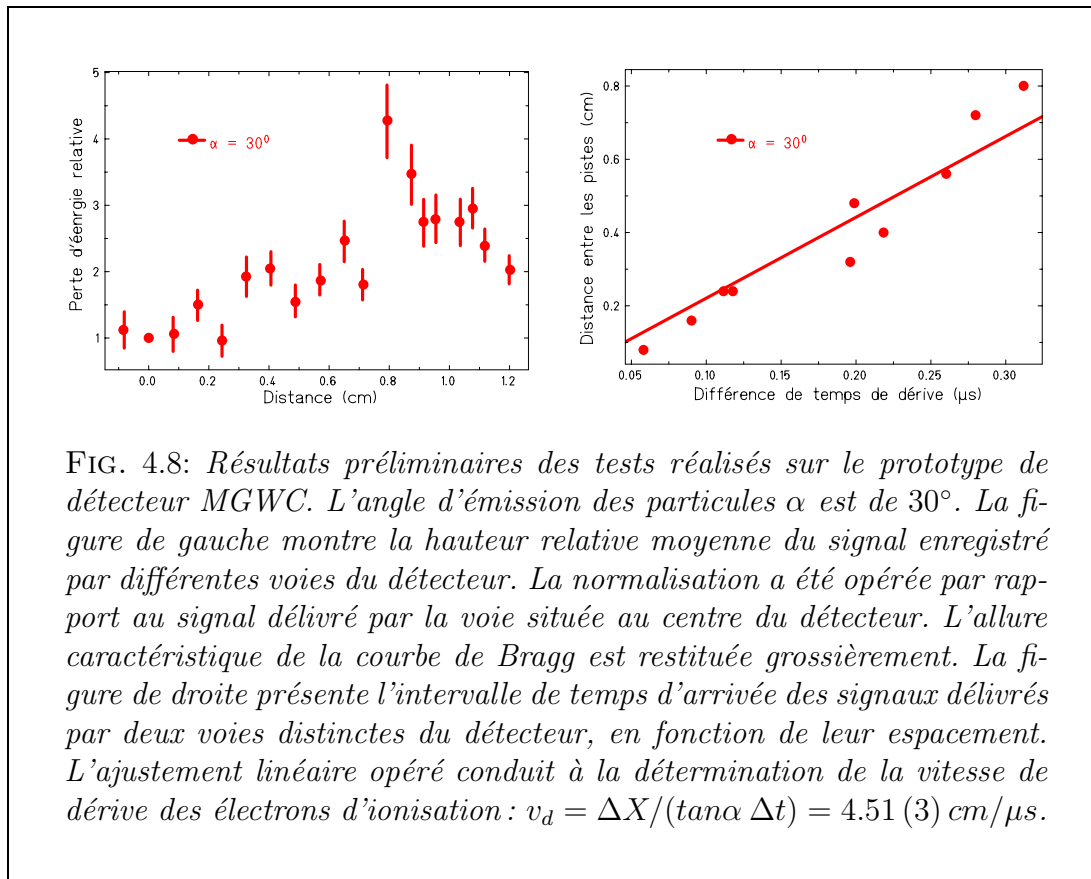 5
4
3
2
1
0.0 0.2 0.4 0.6 0.8 1.0 1.2
Distance (cm)
Perte d'éenrgie relative
α = 30⁰
0.8
0.6
0.4
0.2
0.05 0.10 0.15 0.20 0.25 0.30
Différence de temps de dérive (μs)
Distance entre les pistes (cm)
α = 30⁰
FIG. 4.8: Résultats préliminaires des tests réalisés sur le prototype de
détecteur MGWC. L'angle d'émission des particules α est de 30°. La fi-
gure de gauche montre la hauteur relative moyenne du signal enregistré
par différentes voies du détecteur. La normalisation a été opérée par rap-
port au signal délivré par la voie située au centre du détecteur. L'allure
caractéristique de la courbe de Bragg est restituée grossièrement. La fi-
gure de droite présente l'intervalle de temps d'arrivée des signaux délivrés
par deux voies distinctes du détecteur, en fonction de leur espacement.
L'ajustement linéaire opéré conduit à la détermination de la vitesse de
dérive des électrons d'ionisation : v_d = ΔX/(tanα Δt) = 4.51 (3) cm/μs.